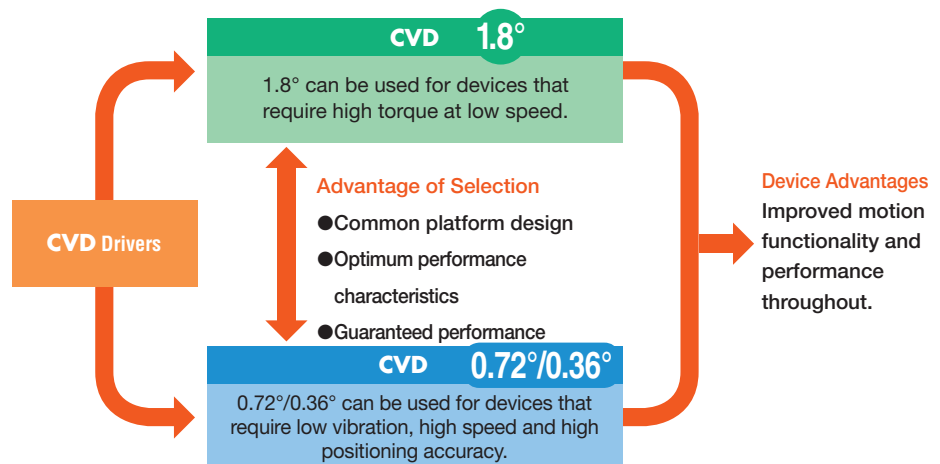 CVD 1.8°
1.8° can be used for devices that
require high torque at low speed.
CVD Drivers
Advantage of Selection
●Common platform design
●Optimum performance
characteristics
●Guaranteed performance
CVD 0.72°/0.36°
0.72°/0.36° can be used for devices that
require low vibration, high speed and high
positioning accuracy.
Device Advantages
Improved motion
functionality and
performance
throughout.